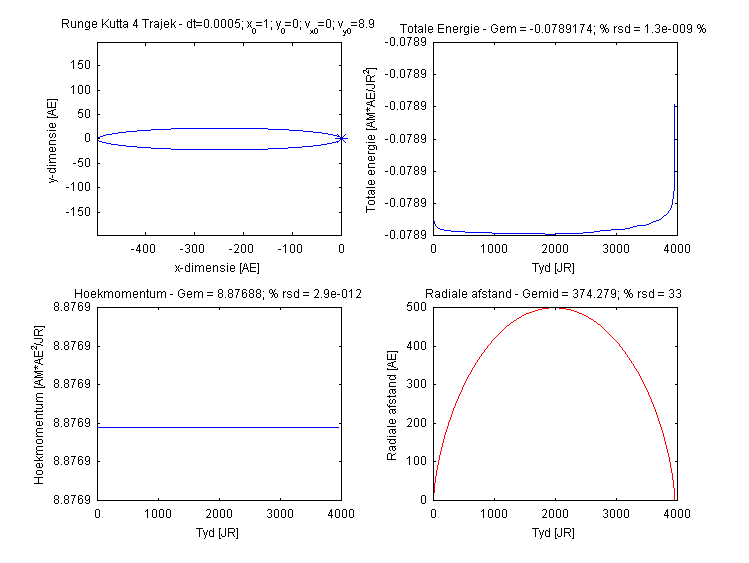 Runge Kutta 4 Trajek - dt=0.0005; x0=1; y0=0; vx0=0; vy0=8.9
y-dimensie [AE]
150
100
50
0
-50
-100
-150
-400 -300 -200 -100 0
x-dimensie [AE]
Totale Energie - Gem = -0.0789174; % rsd = 1.3e-009 %
Totale energie [AM*AE/JR2]
-0.0789
-0.0789
-0.0789
-0.0789
-0.0789
-0.0789
-0.0789
0 1000 2000 3000 4000
Tyd [JR]
Hoekmomentum - Gem = 8.87688; % rsd = 2.9e-012
Hoekmomentum [AM*AE2/JR]
8.8769
8.8769
8.8769
8.8769
8.8769
8.8769
0 1000 2000 3000 4000
Tyd [JR]
Radiale afstand - Gemid = 374.279; % rsd = 33
Radiale afstand [AE]
500
400
300
200
100
0
0 1000 2000 3000 4000
Tyd [JR]